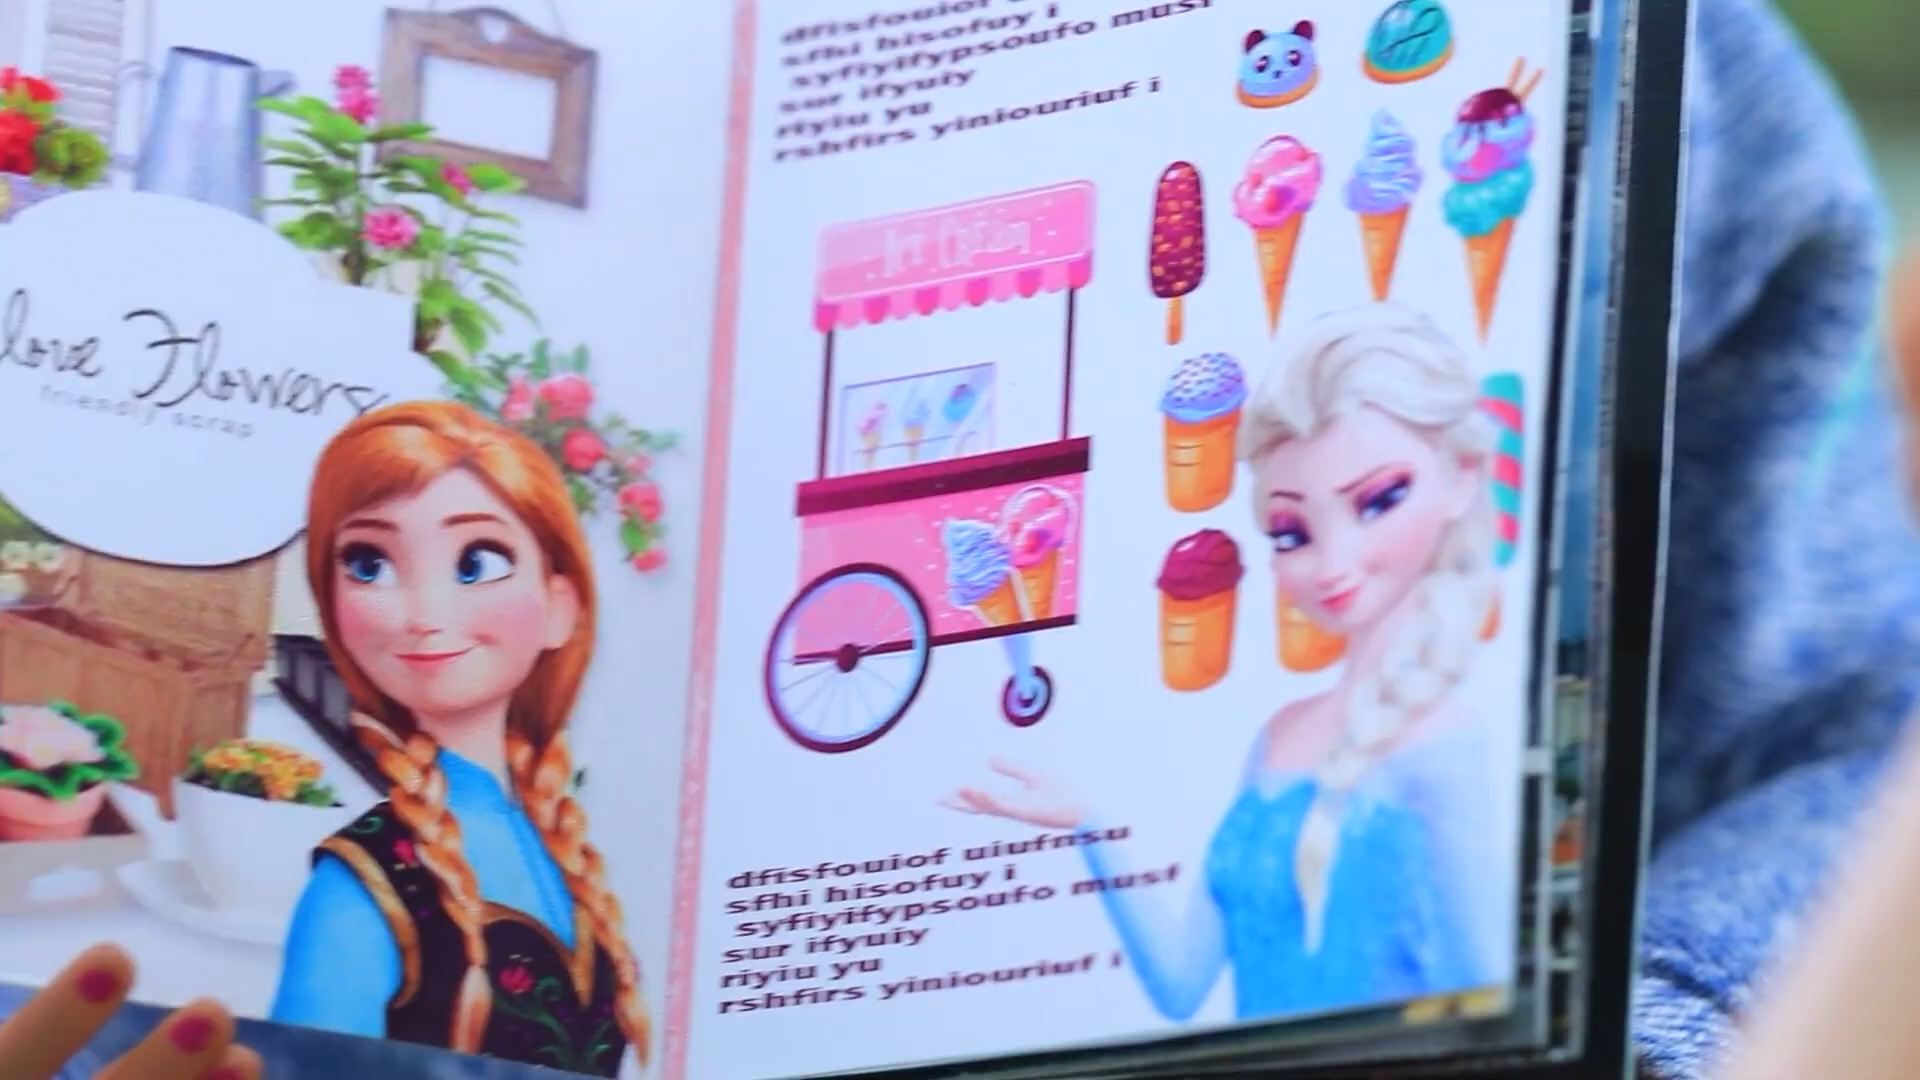 love Flowers
friendly scrap
dfisfouiof
sfhi hisofuy i
syfiyifypsoufo musf
sur ifyuiy
riyiu yu
rshfirs yiniouriuf i
Ice Cream
dfisfouiof uiufnsu
sfhi hisofuy i
syfiyifypsoufo musf
sur ifyuiy
riyiu yu
rshfirs yiniouriuf i